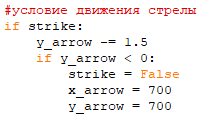 #условие движения стрелы
if strike:
    y_arrow -= 1.5
    if y_arrow < 0:
        strike = False
        x_arrow = 700
        y_arrow = 700